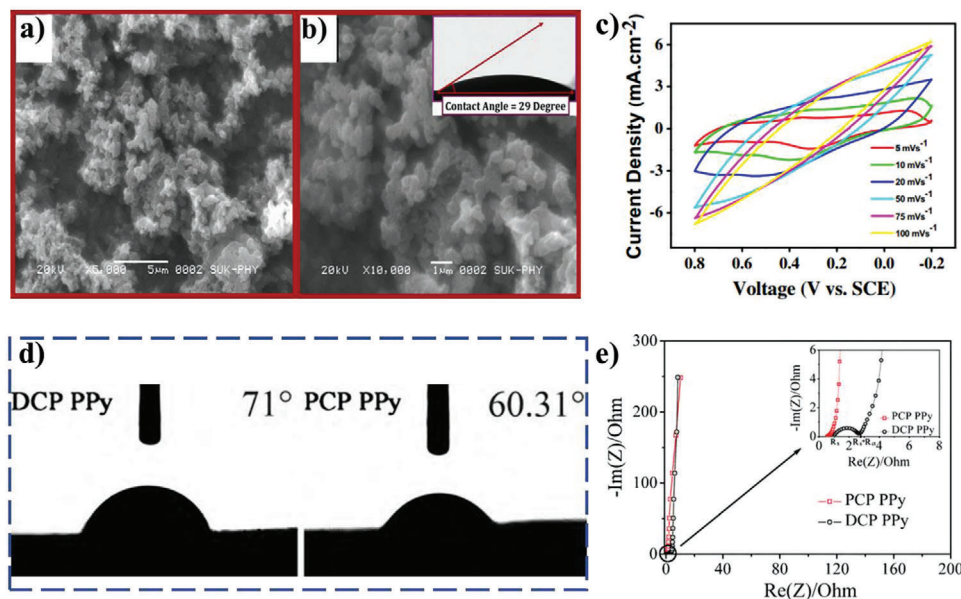 a)
20kV X5,000 5μm 0002 SUK-PHY
b)
Contact Angle = 29 Degree
20kV X10,000 1μm 0002 SUK-PHY
c)
Current Density (mA.cm-2)
6
3
0
-3
-6
5 mVs-1
10 mVs-1
20 mVs-1
50 mVs-1
75 mVs-1
100 mVs-1
0.8 0.6 0.4 0.2 0.0 -0.2
Voltage (V vs. SCE)
d)
DCP PPy 71° PCP PPy 60.31°
e)
-Im(Z)/Ohm
300
250
200
150
100
50
0
0 40 80 120 160 200
Re(Z)/Ohm
PCP PPy
DCP PPy
-Im(Z)/Ohm
6
4
2
0
PCP PPy
DCP PPy
0 2 4 6 8
Re(Z)/Ohm